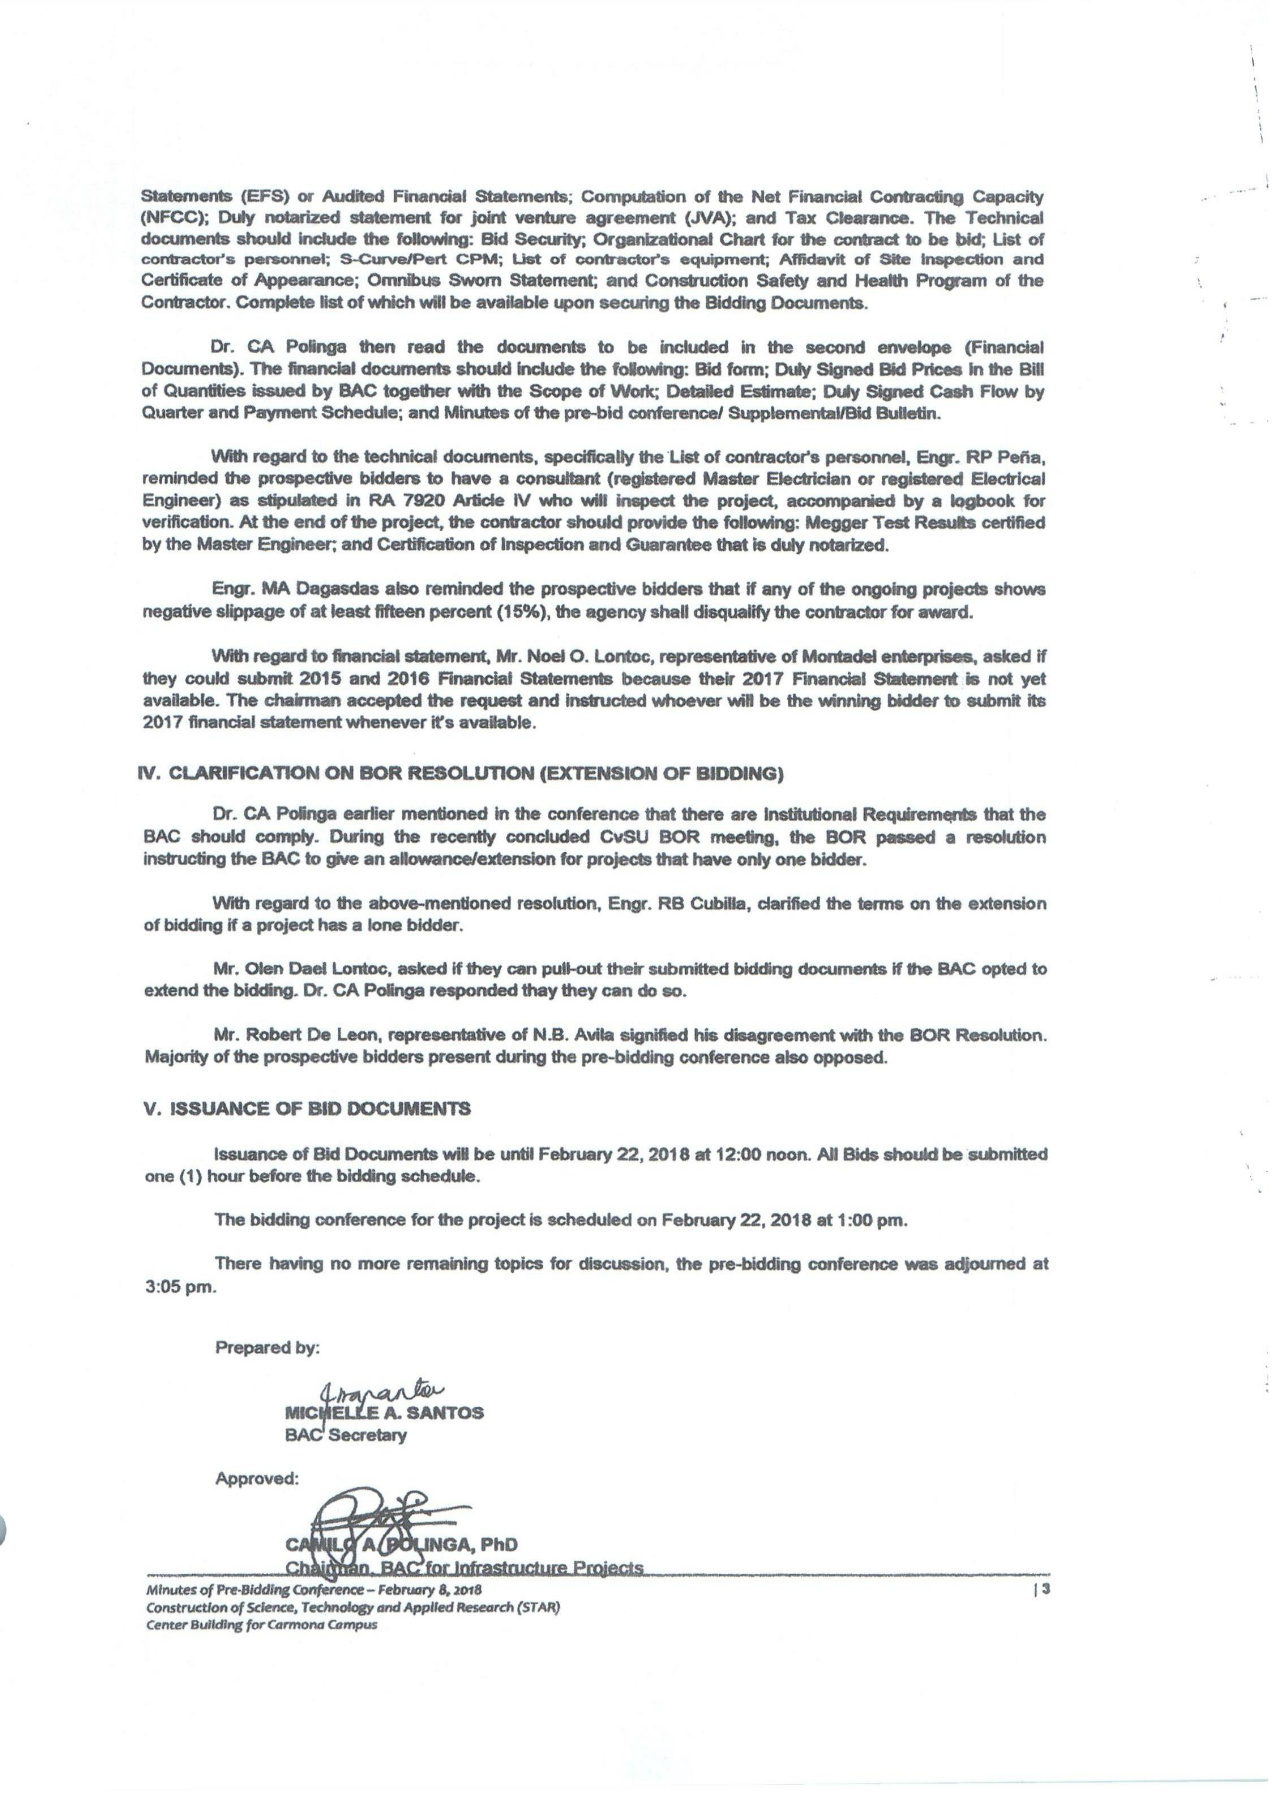 Statements (EFS) or Audited Financial Statements; Computation of the Net Financial Contracting Capacity
(NFCC); Duly notarized statement for joint venture agreement (JVA); and Tax Clearance. The Technical
documents should include the following: Bid Security; Organizational Chart for the contract to be bid; List of
contractor's personnel; S-Curve/Pert CPM; List of contractor's equipment; Affidavit of Site Inspection and
Certificate of Appearance; Omnibus Sworn Statement; and Construction Safety and Health Program of the
Contractor. Complete list of which will be available upon securing the Bidding Documents.
Dr. CA Polinga then read the documents to be included in the second envelope (Financial
Documents). The financial documents should include the following: Bid form; Duly Signed Bid Prices in the Bill
of Quantities issued by BAC together with the Scope of Work; Detailed Estimate; Duly Signed Cash Flow by
Quarter and Payment Schedule; and Minutes of the pre-bid conference/ Supplemental/Bid Bulletin.
With regard to the technical documents, specifically the List of contractor's personnel, Engr. RP Peña,
reminded the prospective bidders to have a consultant (registered Master Electrician or registered Electrical
Engineer) as stipulated in RA 7920 Article IV who will inspect the project, accompanied by a logbook for
verification. At the end of the project, the contractor should provide the following: Megger Test Results certified
by the Master Engineer; and Certification of Inspection and Guarantee that is duly notarized.
Engr. MA Dagasdas also reminded the prospective bidders that if any of the ongoing projects shows
negative slippage of at least fifteen percent (15%), the agency shall disqualify the contractor for award.
With regard to financial statement, Mr. Noel O. Lontoc, representative of Montadel enterprises, asked if
they could submit 2015 and 2016 Financial Statements because their 2017 Financial Statement is not yet
available. The chairman accepted the request and instructed whoever will be the winning bidder to submit its
2017 financial statement whenever it's available.
IV. CLARIFICATION ON BOR RESOLUTION (EXTENSION OF BIDDING)
Dr. CA Polinga earlier mentioned in the conference that there are Institutional Requirements that the
BAC should comply. During the recently concluded CvSU BOR meeting, the BOR passed a resolution
instructing the BAC to give an allowance/extension for projects that have only one bidder.
With regard to the above-mentioned resolution, Engr. RB Cubilla, clarified the terms on the extension
of bidding if a project has a lone bidder.
Mr. Olen Dael Lontoc, asked if they can pull-out their submitted bidding documents if the BAC opted to
extend the bidding. Dr. CA Polinga responded thay they can do so.
Mr. Robert De Leon, representative of N.B. Avila signified his disagreement with the BOR Resolution.
Majority of the prospective bidders present during the pre-bidding conference also opposed.
V. ISSUANCE OF BID DOCUMENTS
Issuance of Bid Documents will be until February 22, 2018 at 12:00 noon. All Bids should be submitted
one (1) hour before the bidding schedule.
The bidding conference for the project is scheduled on February 22, 2018 at 1:00 pm.
There having no more remaining topics for discussion, the pre-bidding conference was adjourned at
3:05 pm.
Prepared by:
MICHELLE A. SANTOS
BAC Secretary
Approved:
CAMILO A. POLINGA, PhD
Chairman, BAC for Infrastructure Projects
Minutes of Pre-Bidding Conference – February 8, 2018 | 3
Construction of Science, Technology and Applied Research (STAR)
Center Building for Carmona Campus